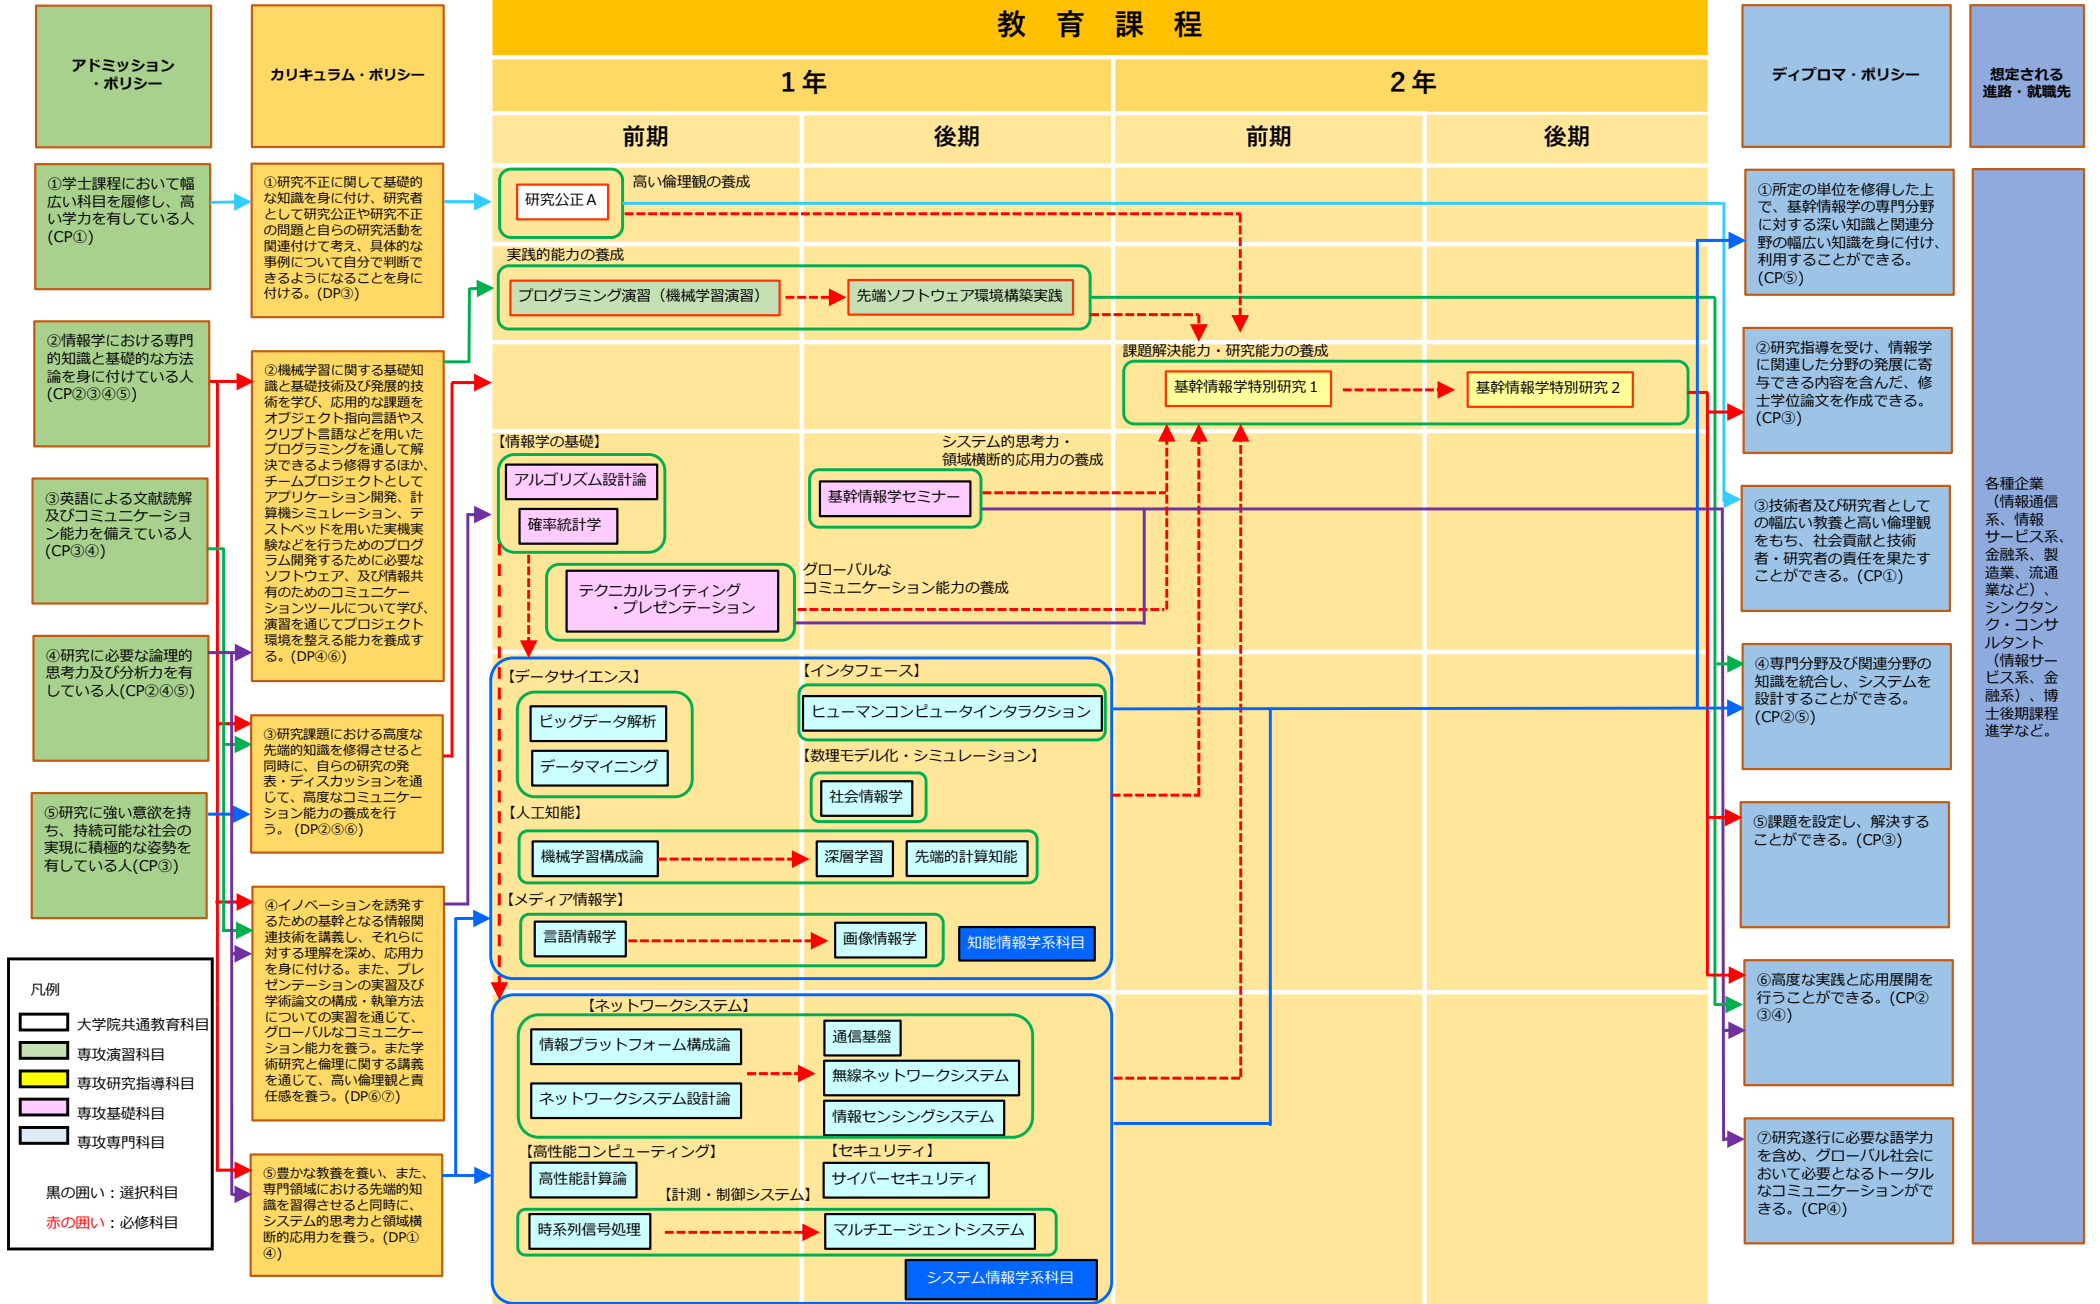 アドミッション
・ポリシー
カリキュラム・ポリシー
教 育 課 程
1年
2年
前期
後期
前期
後期
ディプロマ・ポリシー
想定される
進路・就職先
①学士課程において幅
広い科目を履修し、高
い学力を有している人
(CP①)
②情報学における専門
的知識と基礎的な方法
論を身に付けている人
(CP②③④⑤)
③英語による文献読解
及びコミュニケーショ
ン能力を備えている人
(CP③④)
④研究に必要な論理的
思考力及び分析力を有
している人(CP②④⑤)
⑤研究に強い意欲を持
ち、持続可能な社会の
実現に積極的な姿勢を
有している人(CP③)
凡例
大学院共通教育科目
専攻演習科目
専攻研究指導科目
専攻基礎科目
専攻専門科目
黒の囲い：選択科目
赤の囲い：必修科目
①研究不正に関して基礎的
な知識を身に付け、研究者
として研究公正や研究不正
の問題と自らの研究活動を
関連付けて考え、具体的な
事例について自分で判断で
きるようになることを身に
付ける。(DP③)
②機械学習に関する基礎知
識と基礎技術及び発展的技
術を学び、応用的な課題を
オブジェクト指向言語やス
クリプト言語などを用いた
プログラミングを通して解
決できるよう修得するほか、
チームプロジェクトとして
アプリケーション開発、計
算機シミュレーション、テ
ストベッドを用いた実機実
験などを行うためのプログ
ラム開発するために必要な
ソフトウェア、及び情報共
有のためのコミュニケー
ションツールについて学び、
演習を通じてプロジェクト
環境を整える能力を養成す
る。(DP④⑥)
③研究課題における高度な
先端的知識を修得させると
同時に、自らの研究の発
表・ディスカッションを通
じて、高度なコミュニケー
ション能力の養成を行
う。 (DP②⑤⑥)
④イノベーションを誘発す
るための基幹となる情報関
連技術を講義し、それらに
対する理解を深め、応用力
を身に付ける。また、プレ
ゼンテーションの実習及び
学術論文の構成・執筆方法
についての実習を通じて、
グローバルなコミュニケー
ション能力を養う。また学
術研究と倫理に関する講義
を通じて、高い倫理観と責
任感を養う。(DP⑥⑦)
⑤豊かな教養を養い、また、
専門領域における先端的知
識を習得させると同時に、
システム的思考力と領域横
断的応用力を養う。(DP①
④)
研究公正Ａ
高い倫理観の養成
実践的能力の養成
プログラミング演習（機械学習演習）
先端ソフトウェア環境構築実践
課題解決能力・研究能力の養成
基幹情報学特別研究１
基幹情報学特別研究２
【情報学の基礎】
アルゴリズム設計論
確率統計学
システム的思考力・
領域横断的応用力の養成
基幹情報学セミナー
テクニカルライティング
・プレゼンテーション
グローバルな
コミュニケーション能力の養成
【データサイエンス】
ビッグデータ解析
データマイニング
【インタフェース】
ヒューマンコンピュータインタラクション
【数理モデル化・シミュレーション】
社会情報学
【人工知能】
機械学習構成論
深層学習
先端的計算知能
【メディア情報学】
言語情報学
画像情報学
知能情報学系科目
【ネットワークシステム】
情報プラットフォーム構成論
ネットワークシステム設計論
通信基盤
無線ネットワークシステム
情報センシングシステム
【高性能コンピューティング】
高性能計算論
【セキュリティ】
サイバーセキュリティ
【計測・制御システム】
時系列信号処理
マルチエージェントシステム
システム情報学系科目
①所定の単位を修得した上
で、基幹情報学の専門分野
に対する深い知識と関連分
野の幅広い知識を身に付け、
利用することができる。
(CP⑤)
②研究指導を受け、情報学
に関連した分野の発展に寄
与できる内容を含んだ、修
士学位論文を作成できる。
(CP③)
③技術者及び研究者として
の幅広い教養と高い倫理観
をもち、社会貢献と技術
者・研究者の責任を果たす
ことができる。(CP①)
④専門分野及び関連分野の
知識を統合し、システムを
設計することができる。
(CP②⑤)
⑤課題を設定し、解決する
ことができる。(CP③)
⑥高度な実践と応用展開を
行うことができる。(CP②
③④)
⑦研究遂行に必要な語学力
を含め、グローバル社会に
おいて必要となるトータル
なコミュニケーションがで
きる。(CP④)
各種企業
（情報通信
系、情報
サービス系、
金融系、製
造業、流通
業など）、
シンクタン
ク・コンサ
ルタント
（情報サー
ビス系、金
融系）、博
士後期課程
進学など。